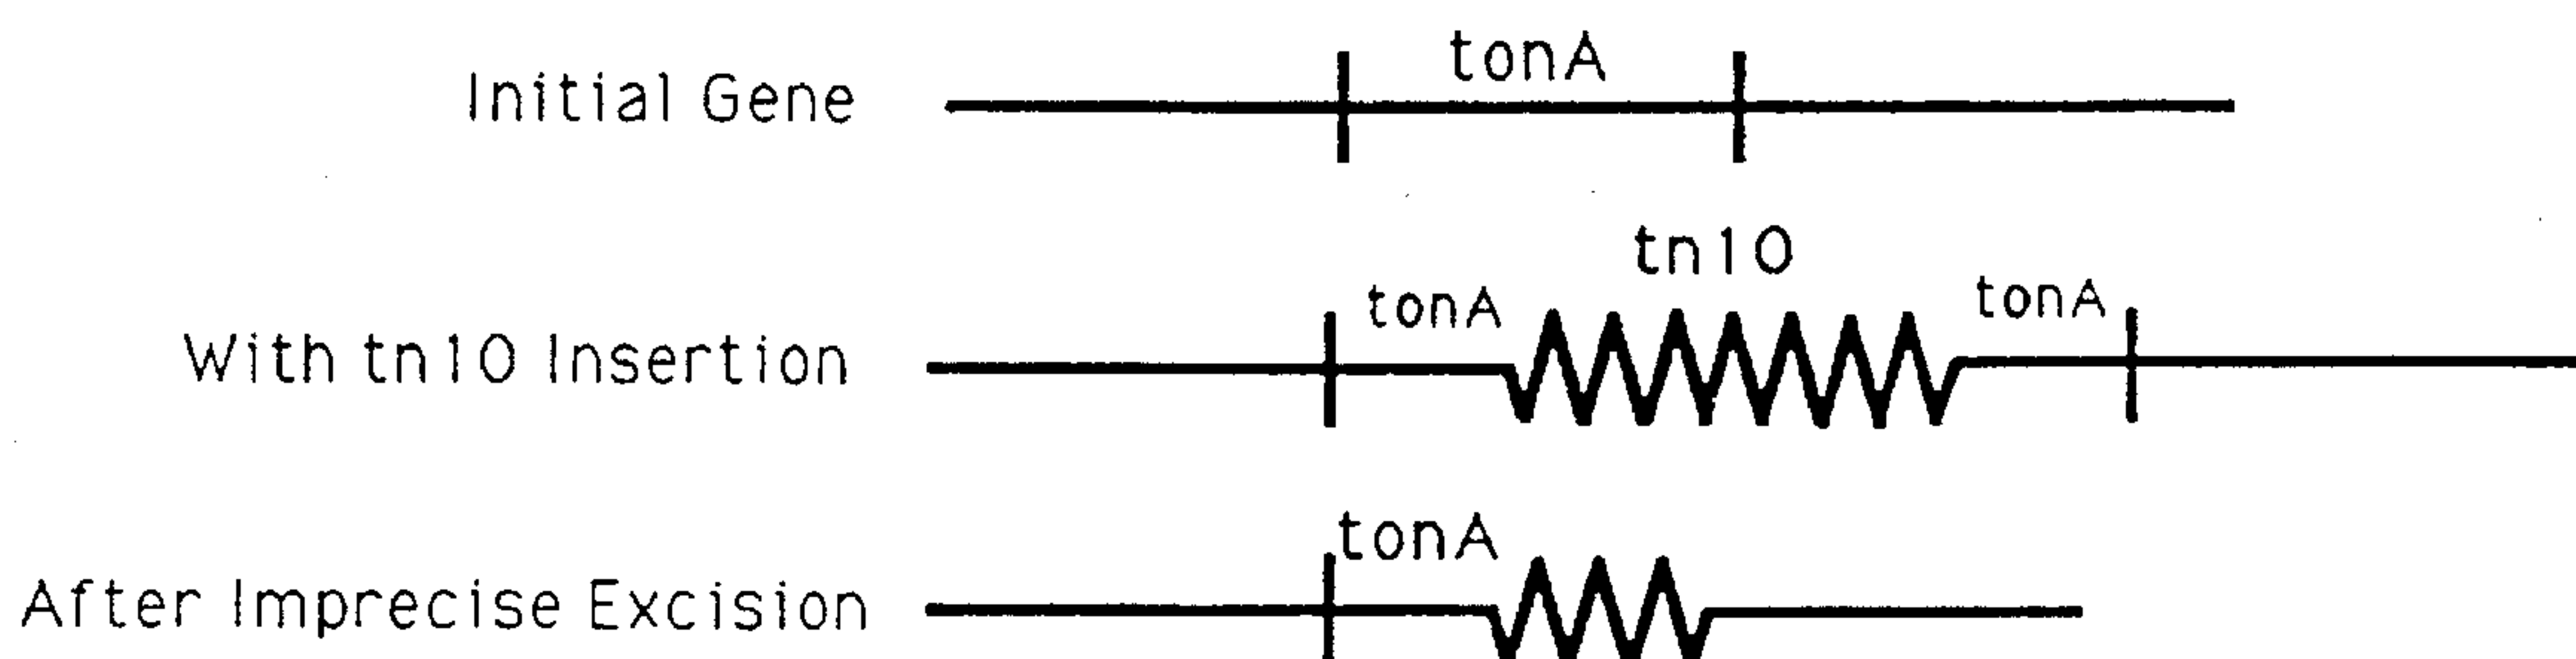 Initial Gene
tonA
tn10
With tn10 Insertion
tonA
tonA
After Imprecise Excision
tonA